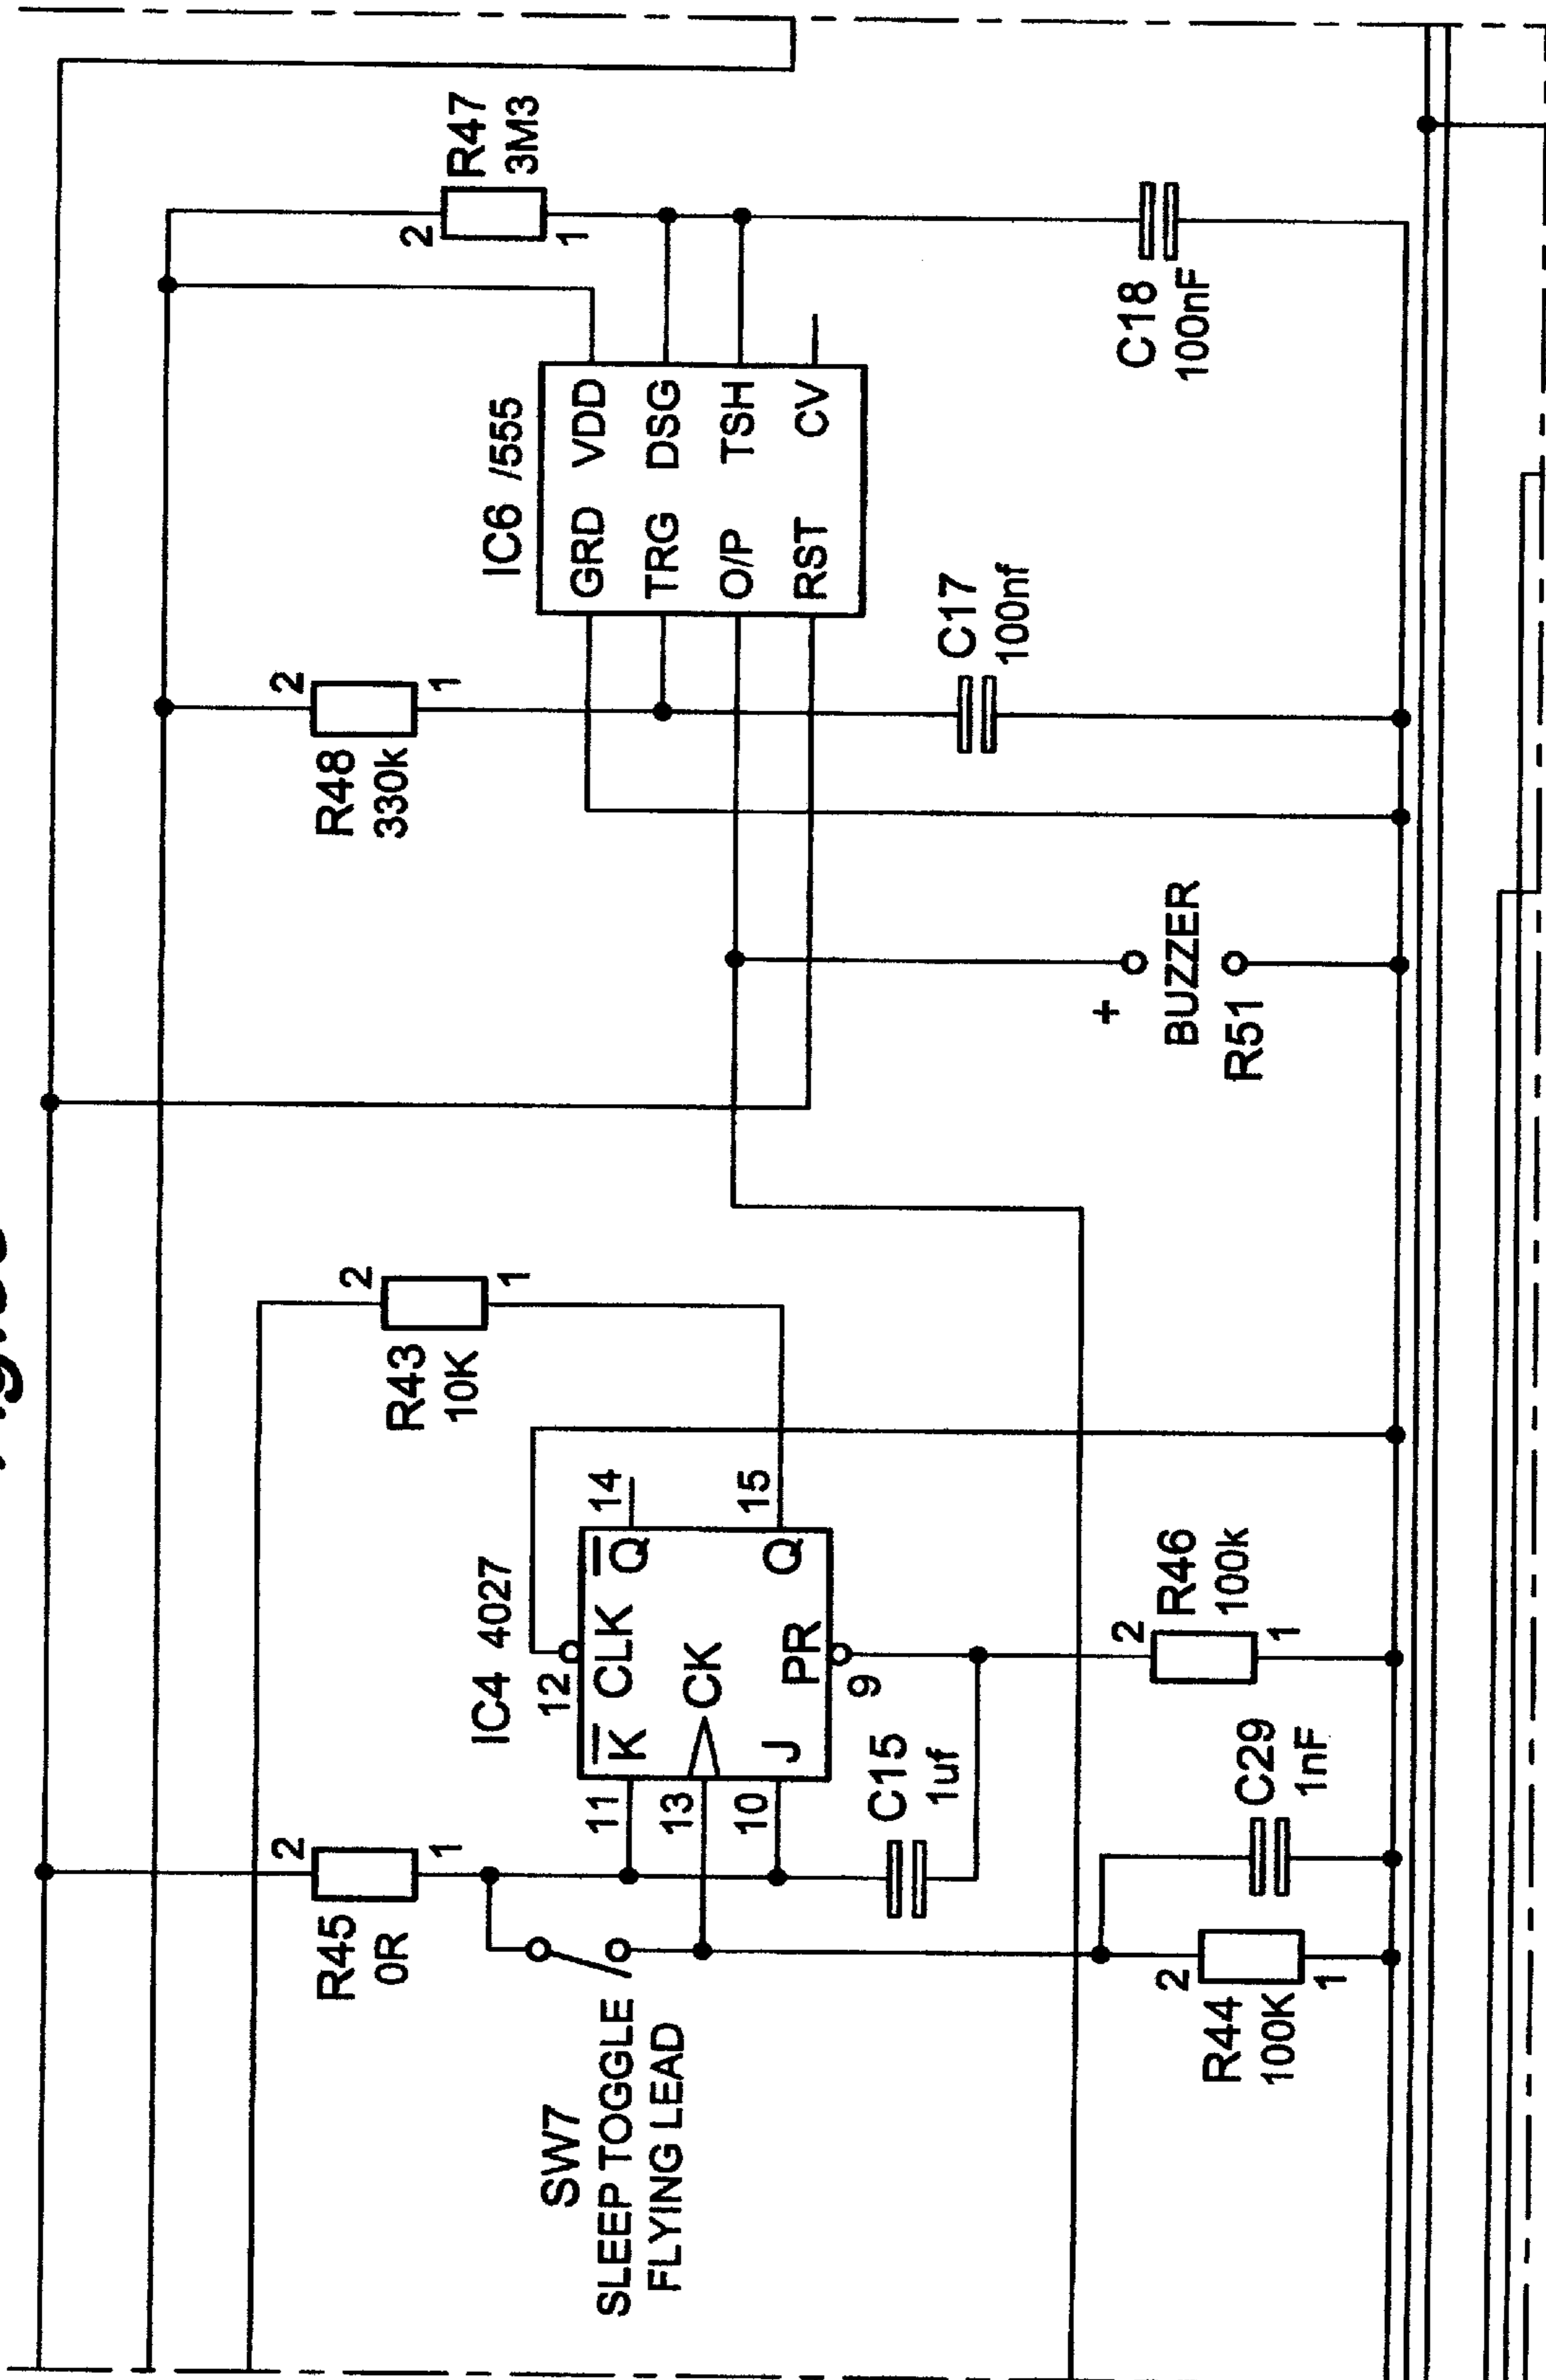 R45
0R
2
1
SW7
SLEEP TOGGLE
FLYING LEAD
IC4 4027
11
13
10
12
K
CLK
Q
CK
J
PR
Q
14
15
9
C15
1uf
R44
100K
2
1
C29
1nF
R46
100k
2
1
R43
10K
2
1
R48
330k
2
1
IC6 /555
GRD VDD
TRG DSG
O/P TSH
RST CV
R47
3M3
2
1
C17
100nf
C18
100nF
+
BUZZER
R51